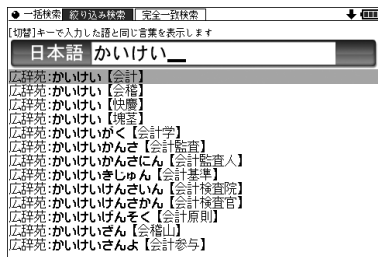 一括検索 絞り込み検索 完全一致検索
[切替]キーで入力した語と同じ言葉を表示します
日本語 かいけい_
広辞苑:かいけい【会計】
広辞苑:かいけい【会稽】
広辞苑:かいけい【快慶】
広辞苑:かいけい【塊茎】
広辞苑:かいけいがく【会計学】
広辞苑:かいけいかんさ【会計監査】
広辞苑:かいけいかんさにん【会計監査人】
広辞苑:かいけいきじゅん【会計基準】
広辞苑:かいけいけんさいん【会計検査院】
広辞苑:かいけいけんさかん【会計検査官】
広辞苑:かいけいげんそく【会計原則】
広辞苑:かいけいざん【会稽山】
広辞苑:かいけいさんよ【会計参与】